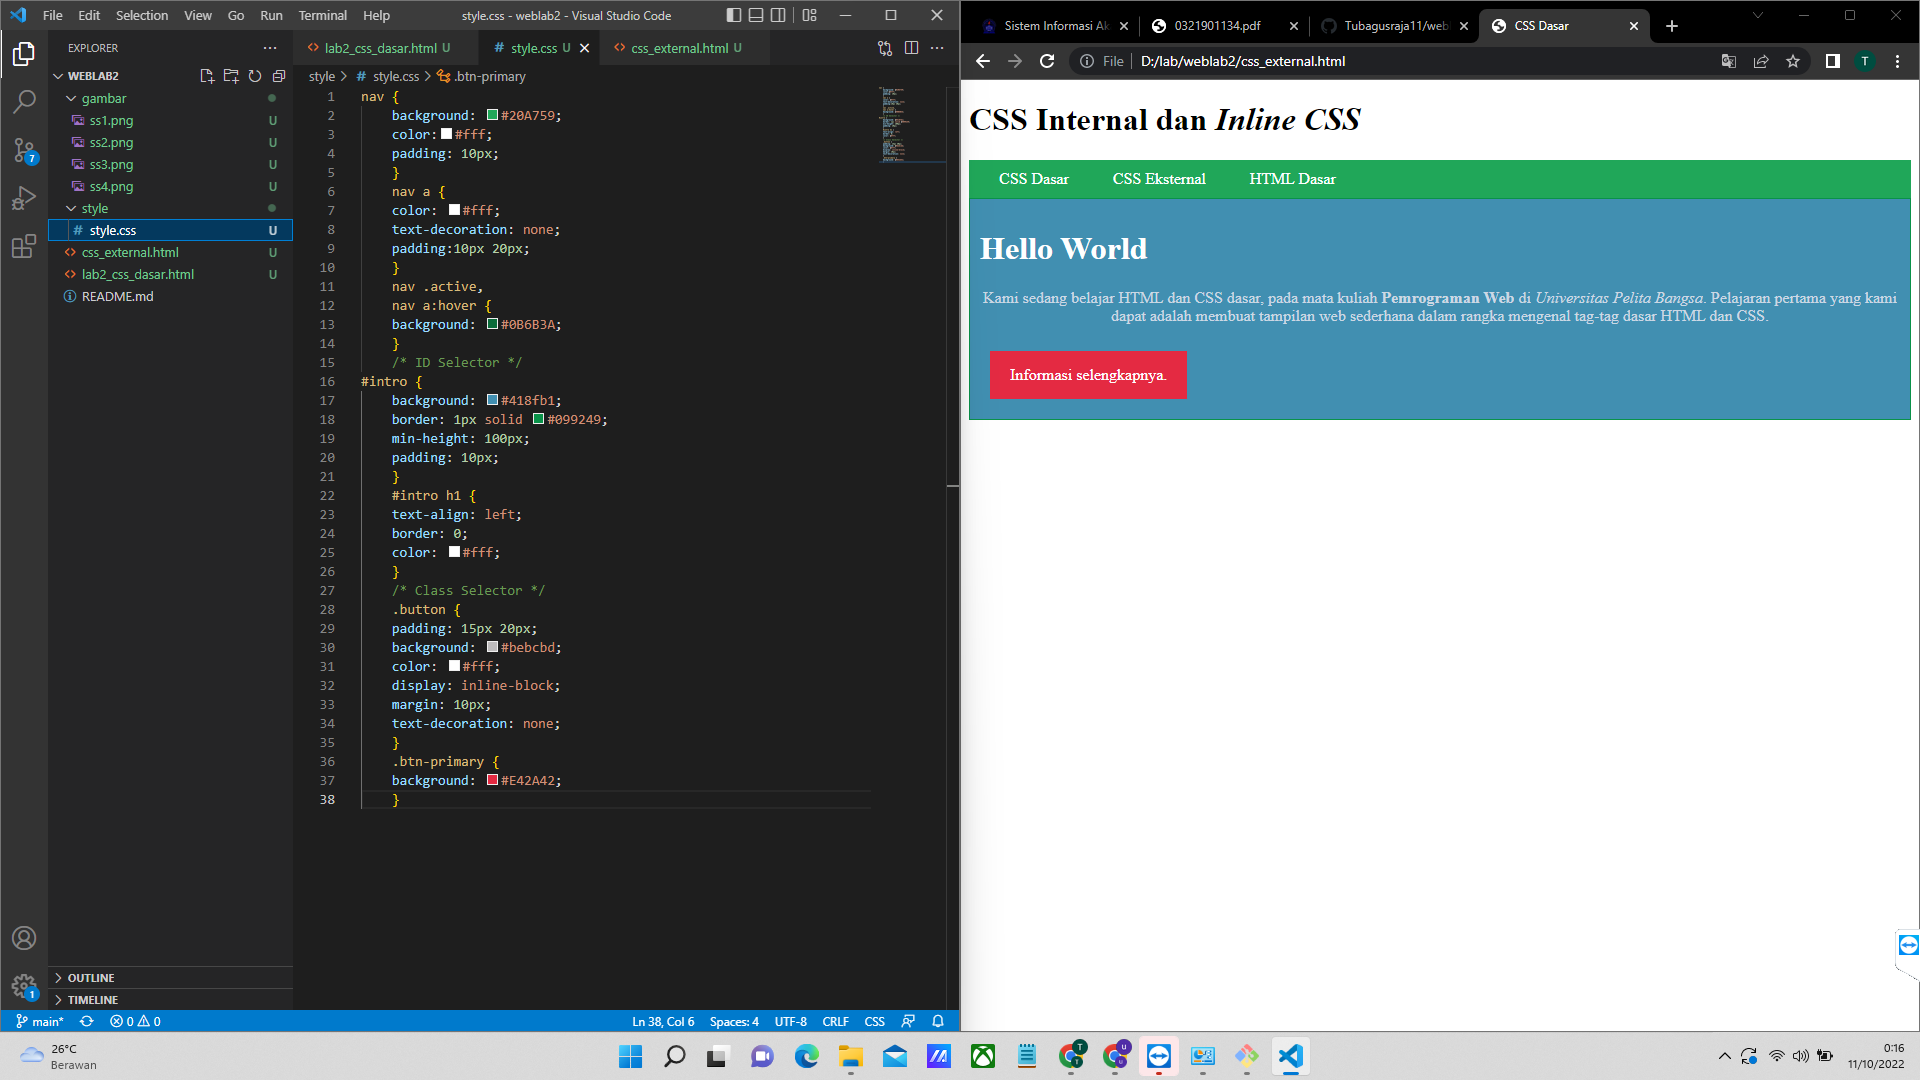 File Edit Selection View Go Run Terminal Help style.css - weblab2 - Visual Studio Code
EXPLORER
WEBLAB2
gambar
ss1.png U
ss2.png U
ss3.png U
ss4.png U
style
# style.css U
<> css_external.html U
<> lab2_css_dasar.html U
README.md
OUTLINE
TIMELINE
7
1
<> lab2_css_dasar.html U # style.css U <> css_external.html U
style > # style.css > .btn-primary
1 nav {
2 background: #20A759;
3 color: #fff;
4 padding: 10px;
5 }
6 nav a {
7 color: #fff;
8 text-decoration: none;
9 padding:10px 20px;
10 }
11 nav .active,
12 nav a:hover {
13 background: #0B6B3A;
14 }
15 /* ID Selector */
16 #intro {
17 background: #418fb1;
18 border: 1px solid #099249;
19 min-height: 100px;
20 padding: 10px;
21 }
22 #intro h1 {
23 text-align: left;
24 border: 0;
25 color: #fff;
26 }
27 /* Class Selector */
28 .button {
29 padding: 15px 20px;
30 background: #bebcbd;
31 color: #fff;
32 display: inline-block;
33 margin: 10px;
34 text-decoration: none;
35 }
36 .btn-primary {
37 background: #E42A42;
38 }
main* 0 0 Ln 38, Col 6 Spaces: 4 UTF-8 CRLF CSS
Sistem Informasi Ak 0321901134.pdf Tubagusraja11/web CSS Dasar
File D:/lab/weblab2/css_external.html T
CSS Internal dan Inline CSS
CSS Dasar CSS Eksternal HTML Dasar
Hello World
Kami sedang belajar HTML dan CSS dasar, pada mata kuliah Pemrograman Web di Universitas Pelita Bangsa. Pelajaran pertama yang kami
dapat adalah membuat tampilan web sederhana dalam rangka mengenal tag-tag dasar HTML dan CSS.
Informasi selengkapnya.
26°C
Berawan
T
U
0:16
11/10/2022